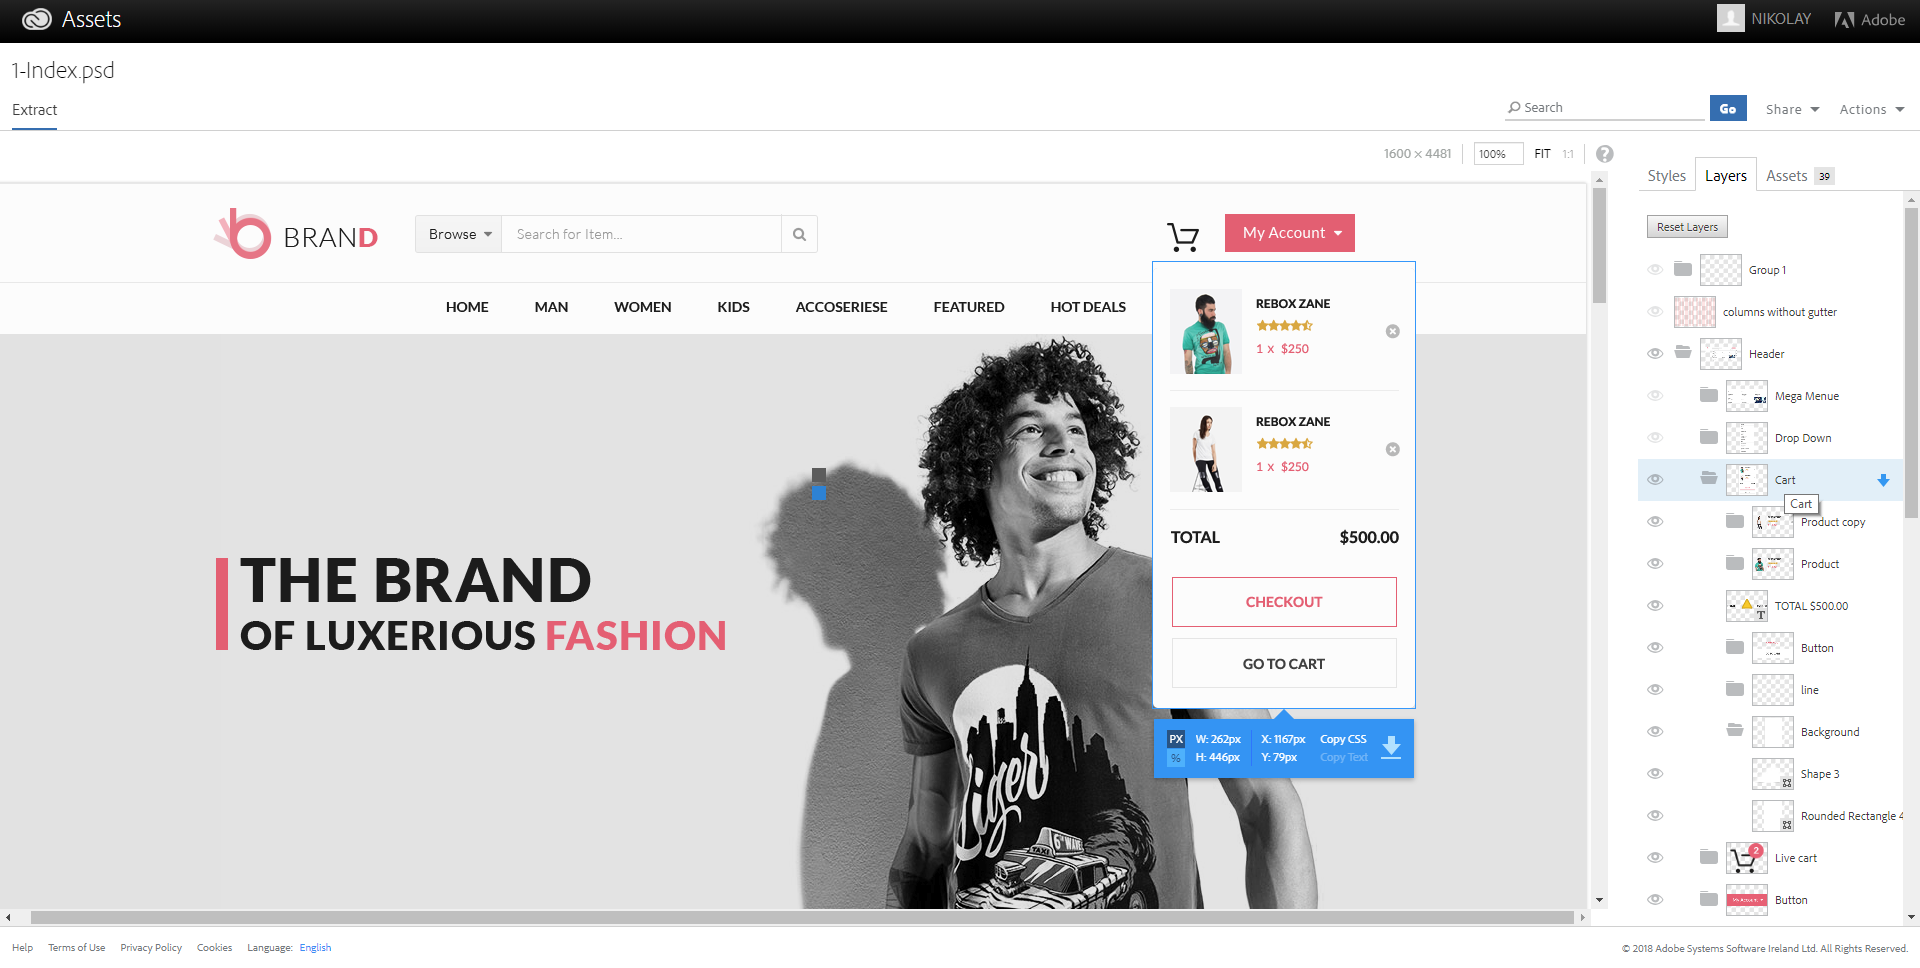 Assets
NIKOLAY
Adobe
1-Index.psd
Extract
Search
Go
Share
Actions
1600 × 4481
100%
FIT
1:1
?
Styles
Layers
Assets
39
Reset Layers
BRAND
Browse
Search for Item...
My Account
HOME
MAN
WOMEN
KIDS
ACCOSERIESE
FEATURED
HOT DEALS
REBOX ZANE
1 x $250
REBOX ZANE
1 x $250
TOTAL
$500.00
CHECKOUT
GO TO CART
PX
%
W: 262px
H: 446px
X: 1167px
Y: 79px
Copy CSS
Copy Text
THE BRAND
OF LUXERIOUS FASHION
Tiger
TAXI
Group 1
columns without gutter
Header
Mega Menue
Drop Down
Cart
Cart
Product copy
Product
T
TOTAL $500.00
Button
line
Background
Shape 3
Rounded Rectangle 4
2
Live cart
Button
Help
Terms of Use
Privacy Policy
Cookies
Language:
English
© 2018 Adobe Systems Software Ireland Ltd. All Rights Reserved.